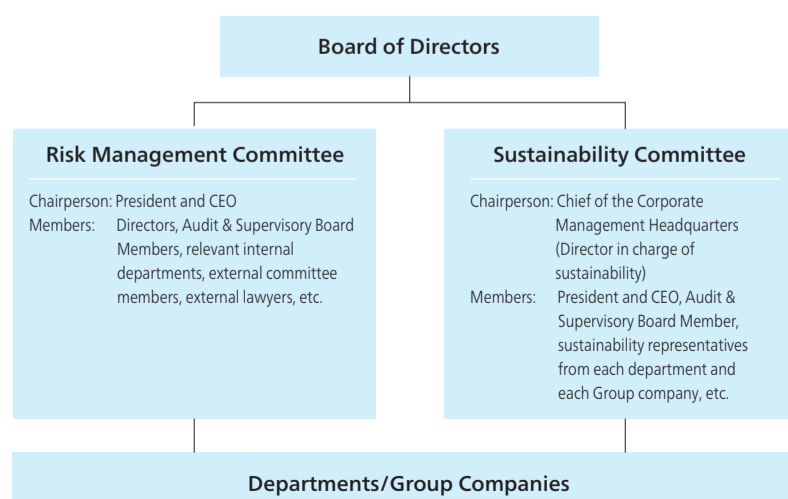 Board of Directors
Risk Management Committee
Chairperson: President and CEO
Members: Directors, Audit & Supervisory Board
Members, relevant internal
departments, external committee
members, external lawyers, etc.
Sustainability Committee
Chairperson: Chief of the Corporate
Management Headquarters
(Director in charge of
sustainability)
Members: President and CEO, Audit &
Supervisory Board Member,
sustainability representatives
from each department and
each Group company, etc.
Departments/Group Companies